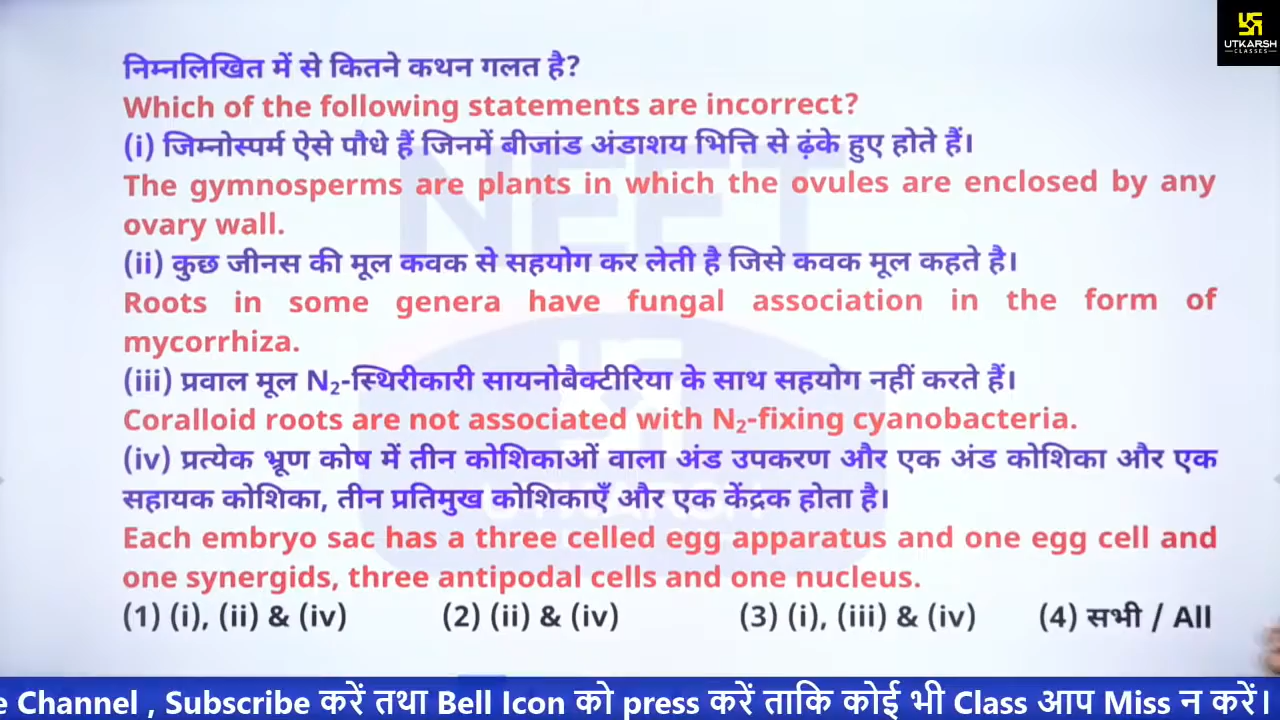 UTKARSH
CLASSES
निम्नलिखित में से कितने कथन गलत है?
Which of the following statements are incorrect?
(i) जिम्नोस्पर्म ऐसे पौधे हैं जिनमें बीजांड अंडाशय भित्ति से ढ़ंके हुए होते हैं।
The gymnosperms are plants in which the ovules are enclosed by any
ovary wall.
(ii) कुछ जीनस की मूल कवक से सहयोग कर लेती है जिसे कवक मूल कहते है।
Roots in some genera have fungal association in the form of
mycorrhiza.
(iii) प्रवाल मूल N₂-स्थिरीकारी सायनोबैक्टीरिया के साथ सहयोग नहीं करते हैं।
Coralloid roots are not associated with N₂-fixing cyanobacteria.
(iv) प्रत्येक भ्रूण कोष में तीन कोशिकाओं वाला अंड उपकरण और एक अंड कोशिका और एक
सहायक कोशिका, तीन प्रतिमुख कोशिकाएँ और एक केंद्रक होता है।
Each embryo sac has a three celled egg apparatus and one egg cell and
one synergids, three antipodal cells and one nucleus.
(1) (i), (ii) & (iv) (2) (ii) & (iv) (3) (i), (iii) & (iv) (4) सभी / All
e Channel , Subscribe करें तथा Bell Icon को press करें ताकि कोई भी Class आप Miss न करें।
NEET
UTKARSH